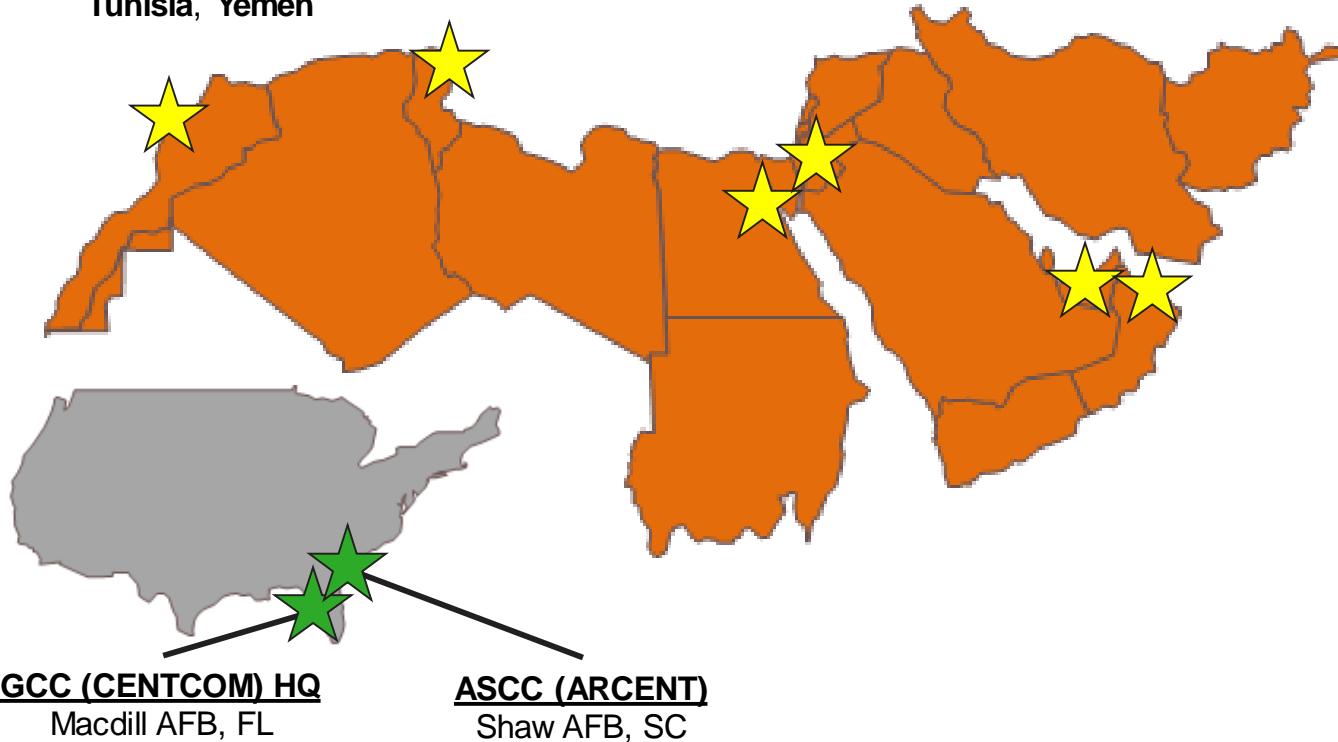 Tunisia, Yemen
GCC (CENTCOM) HQ
Macdill AFB, FL
ASCC (ARCENT)
Shaw AFB, SC